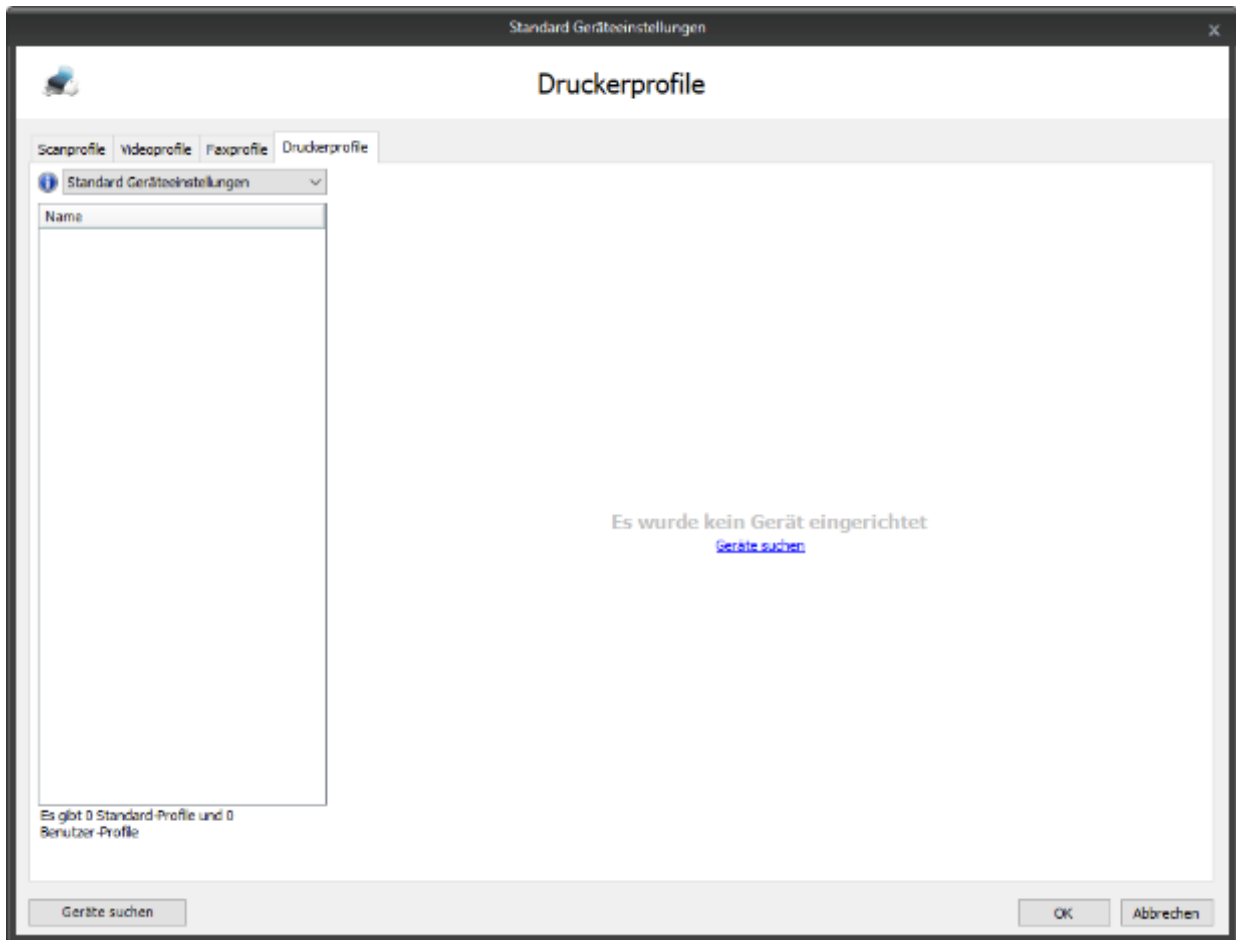 Standard Geräteeinstellungen
x
Druckerprofile
Scanprofile Videoprofile Faxprofile Druckerprofile
Standard Geräteeinstellungen
Name
Es wurde kein Gerät eingerichtet
Geräte suchen
Es gibt 0 Standard-Profile und 0
Benutzer-Profile
Geräte suchen OK Abbrechen